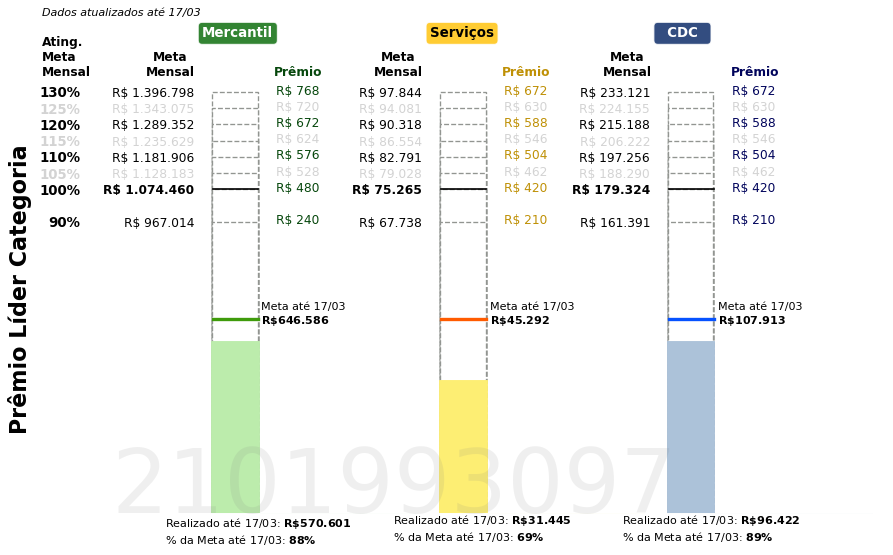 Dados atualizados até 17/03
Mercantil Serviços CDC
Ating. Meta Mensal
Meta Mensal Prêmio Meta Mensal Prêmio Meta Mensal Prêmio
130% R$ 1.396.798 R$ 768 R$ 97.844 R$ 672 R$ 233.121 R$ 672
125% R$ 1.343.075 R$ 720 R$ 94.081 R$ 630 R$ 224.155 R$ 630
120% R$ 1.289.352 R$ 672 R$ 90.318 R$ 588 R$ 215.188 R$ 588
115% R$ 1.235.629 R$ 624 R$ 86.554 R$ 546 R$ 206.222 R$ 546
110% R$ 1.181.906 R$ 576 R$ 82.791 R$ 504 R$ 197.256 R$ 504
105% R$ 1.128.183 R$ 528 R$ 79.028 R$ 462 R$ 188.290 R$ 462
100% R$ 1.074.460 R$ 480 R$ 75.265 R$ 420 R$ 179.324 R$ 420
90% R$ 967.014 R$ 240 R$ 67.738 R$ 210 R$ 161.391 R$ 210
Prêmio Líder Categoria
Meta até 17/03 Meta até 17/03 Meta até 17/03
R$646.586 R$45.292 R$107.913
2101993097
Realizado até 17/03: R$570.601 Realizado até 17/03: R$31.445 Realizado até 17/03: R$96.422
% da Meta até 17/03: 88% % da Meta até 17/03: 69% % da Meta até 17/03: 89%